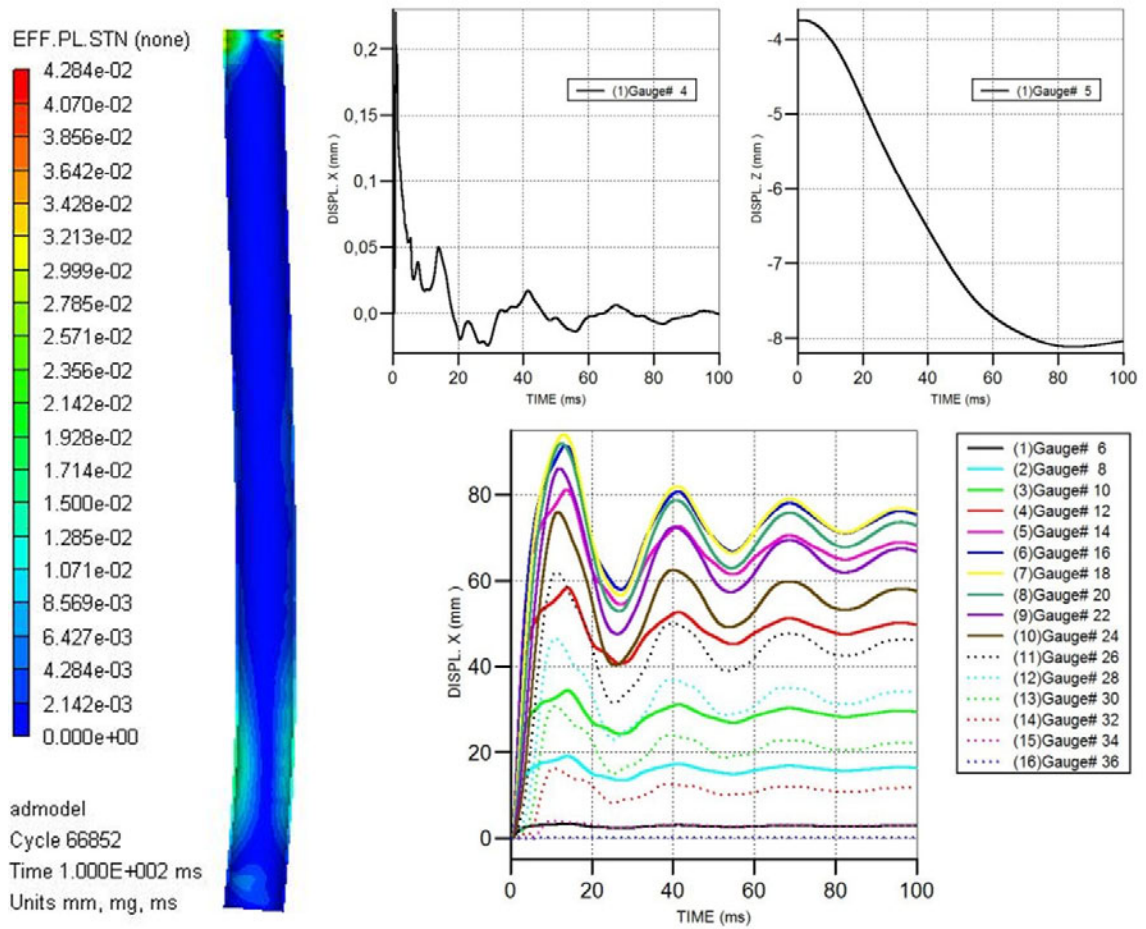 EFF.PL.STN (none)
4.284e-02
4.070e-02
3.856e-02
3.642e-02
3.428e-02
3.213e-02
2.999e-02
2.785e-02
2.571e-02
2.356e-02
2.142e-02
1.928e-02
1.714e-02
1.500e-02
1.285e-02
1.071e-02
8.569e-03
6.427e-03
4.284e-03
2.142e-03
0.000e+00
admodel
Cycle 66852
Time 1.000E+002 ms
Units mm, mg, ms
DISPL. X (mm )
0,2
0,15
0,1
0,05
0,0
(1)Gauge# 4
0 20 40 60 80 100
TIME (ms)
DISPL. Z (mm )
-4
-5
-6
-7
-8
(1)Gauge# 5
0 20 40 60 80 100
TIME (ms)
DISPL. X (mm )
80
60
40
20
0
0 20 40 60 80 100
TIME (ms)
(1)Gauge# 6
(2)Gauge# 8
(3)Gauge# 10
(4)Gauge# 12
(5)Gauge# 14
(6)Gauge# 16
(7)Gauge# 18
(8)Gauge# 20
(9)Gauge# 22
(10)Gauge# 24
(11)Gauge# 26
(12)Gauge# 28
(13)Gauge# 30
(14)Gauge# 32
(15)Gauge# 34
(16)Gauge# 36